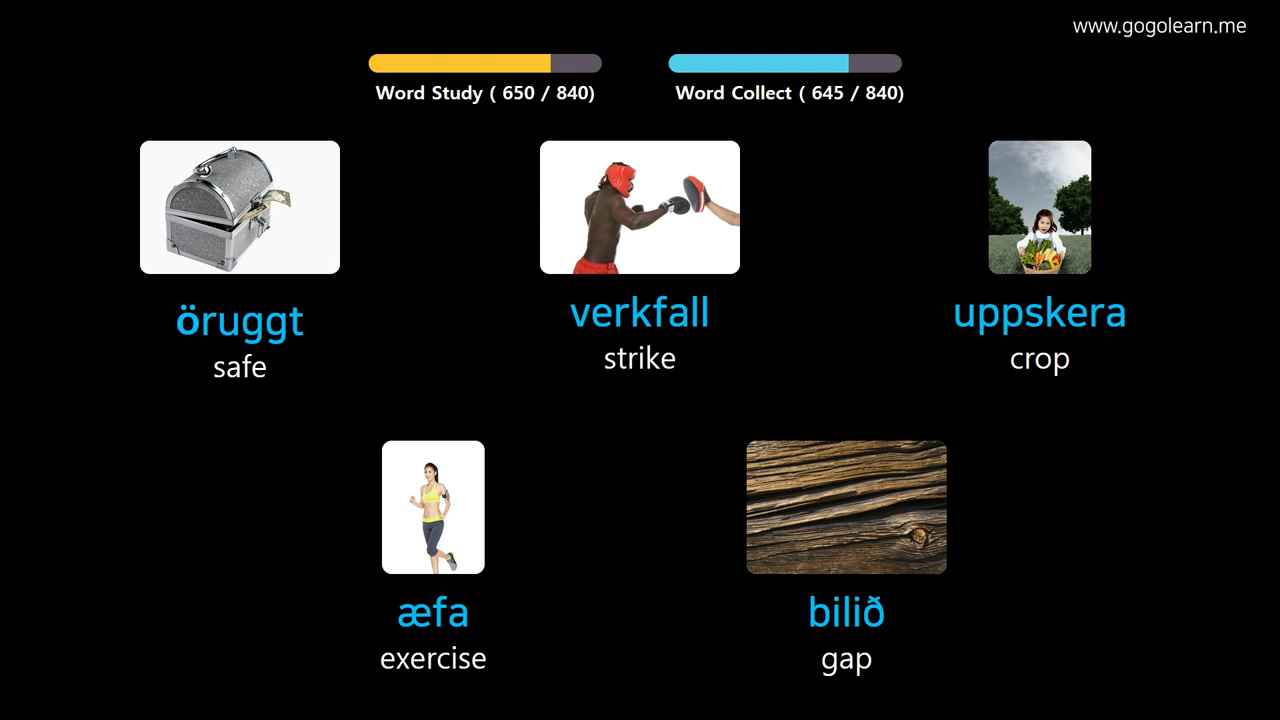 www.gogolearn.me
Word Study ( 650 / 840)
Word Collect ( 645 / 840)
öruggt
safe
verkfall
strike
uppskera
crop
æfa
exercise
bilið
gap